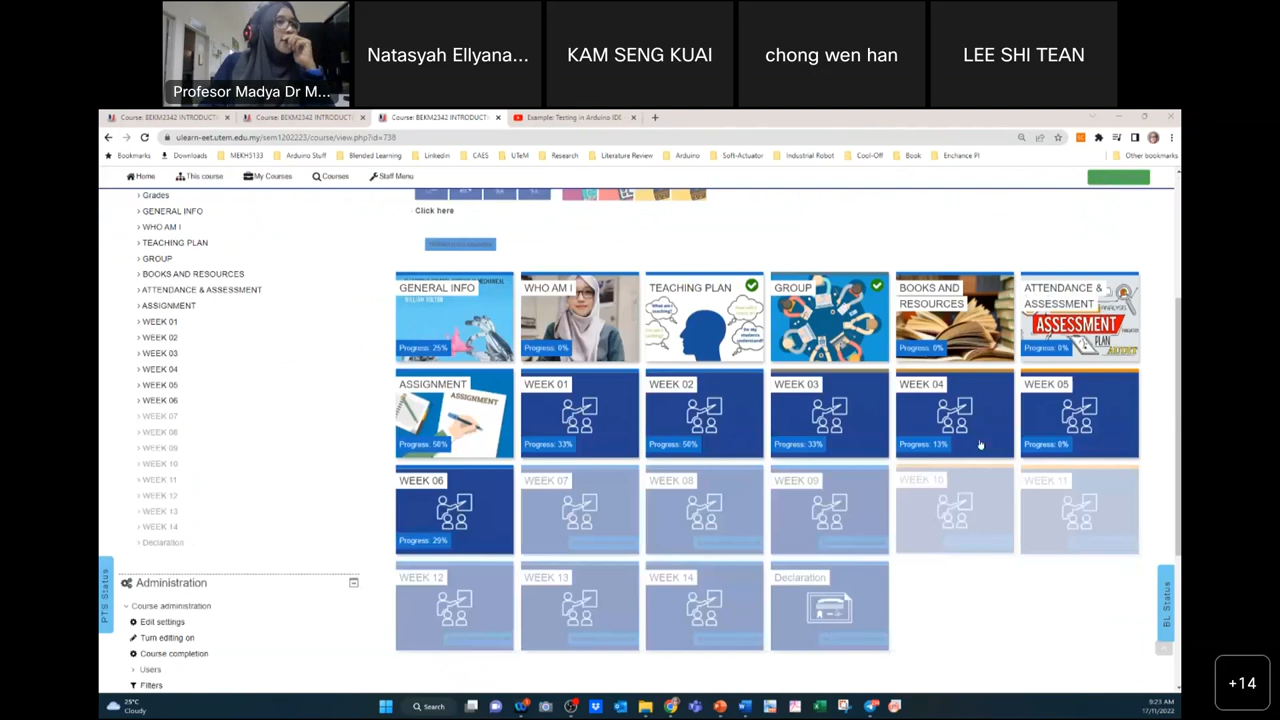 Profesor Madya Dr M...
Natasyah Ellyana...
KAM SENG KUAI
chong wen han
LEE SHI TEAN
Course: BEKM2342 INTRODUCTI
Course: BEKM2342 INTRODUCTI
Course: BEKM2342 INTRODUCTI
Example: Testing in Arduino IDE
ulearn-eet.utem.edu.my/sem1202223/course/view.php?id=738
Bookmarks
Downloads
MEKH5133
Arduino Stuff
Blended Learning
Linkedin
CAES
UTeM
Research
Literature Review
Arduino
Soft-Actuator
Industrial Robot
Cool-Off
Book
Enchance PI
Other bookmarks
Home
This course
My Courses
Courses
Staff Menu
Grades
GENERAL INFO
WHO AM I
TEACHING PLAN
GROUP
BOOKS AND RESOURCES
ATTENDANCE & ASSESSMENT
ASSIGNMENT
WEEK 01
WEEK 02
WEEK 03
WEEK 04
WEEK 05
WEEK 06
WEEK 07
WEEK 08
WEEK 09
WEEK 10
WEEK 11
WEEK 12
WEEK 13
WEEK 14
Declaration
Administration
Course administration
Edit settings
Turn editing on
Course completion
Users
Filters
PTS Status
Click here
GENERAL INFO
Progress: 25%
WHO AM I
Progress: 0%
TEACHING PLAN
GROUP
BOOKS AND
RESOURCES
Progress: 0%
ATTENDANCE &
ASSESSMENT
ASSESSMENT
PLAN
AUDIT
Progress: 0%
ASSIGNMENT
ASSIGNMENT
Progress: 50%
WEEK 01
Progress: 33%
WEEK 02
Progress: 50%
WEEK 03
Progress: 33%
WEEK 04
Progress: 13%
WEEK 05
Progress: 0%
WEEK 06
Progress: 29%
WEEK 07
WEEK 08
WEEK 09
WEEK 10
WEEK 11
WEEK 12
WEEK 13
WEEK 14
Declaration
BL Status
+14
25°C
Cloudy
Search
9:23 AM
17/11/2022